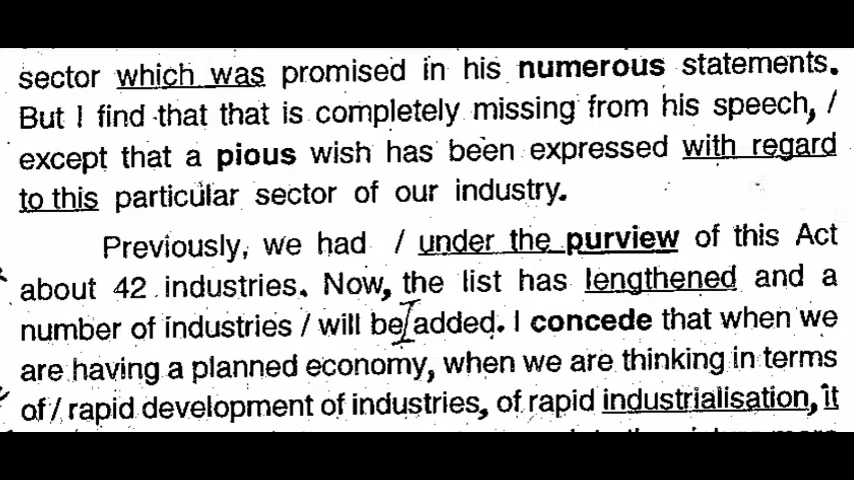 sector which was promised in his numerous statements.
But I find that that is completely missing from his speech, /
except that a pious wish has been expressed with regard
to this particular sector of our industry.
Previously, we had / under the purview of this Act
about 42 industries. Now, the list has lengthened and a
number of industries / will be added. I concede that when we
are having a planned economy, when we are thinking in terms
of / rapid development of industries, of rapid industrialisation, it